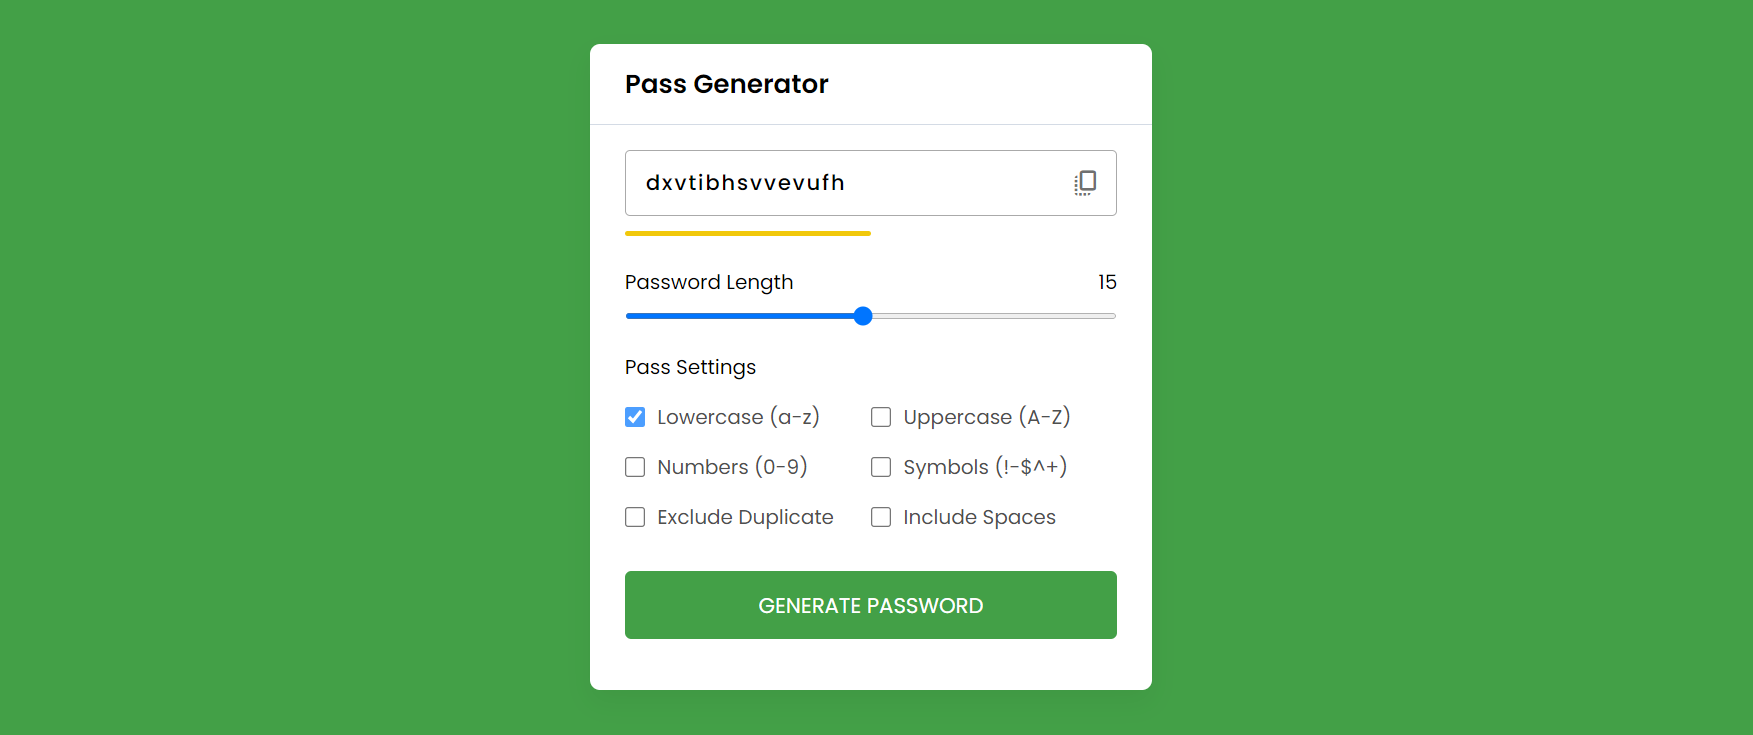 Pass Generator
dxvtibhsvvevufh
Password Length 15
Pass Settings
Lowercase (a-z) Uppercase (A-Z)
Numbers (0-9) Symbols (!-$^+)
Exclude Duplicate Include Spaces
GENERATE PASSWORD